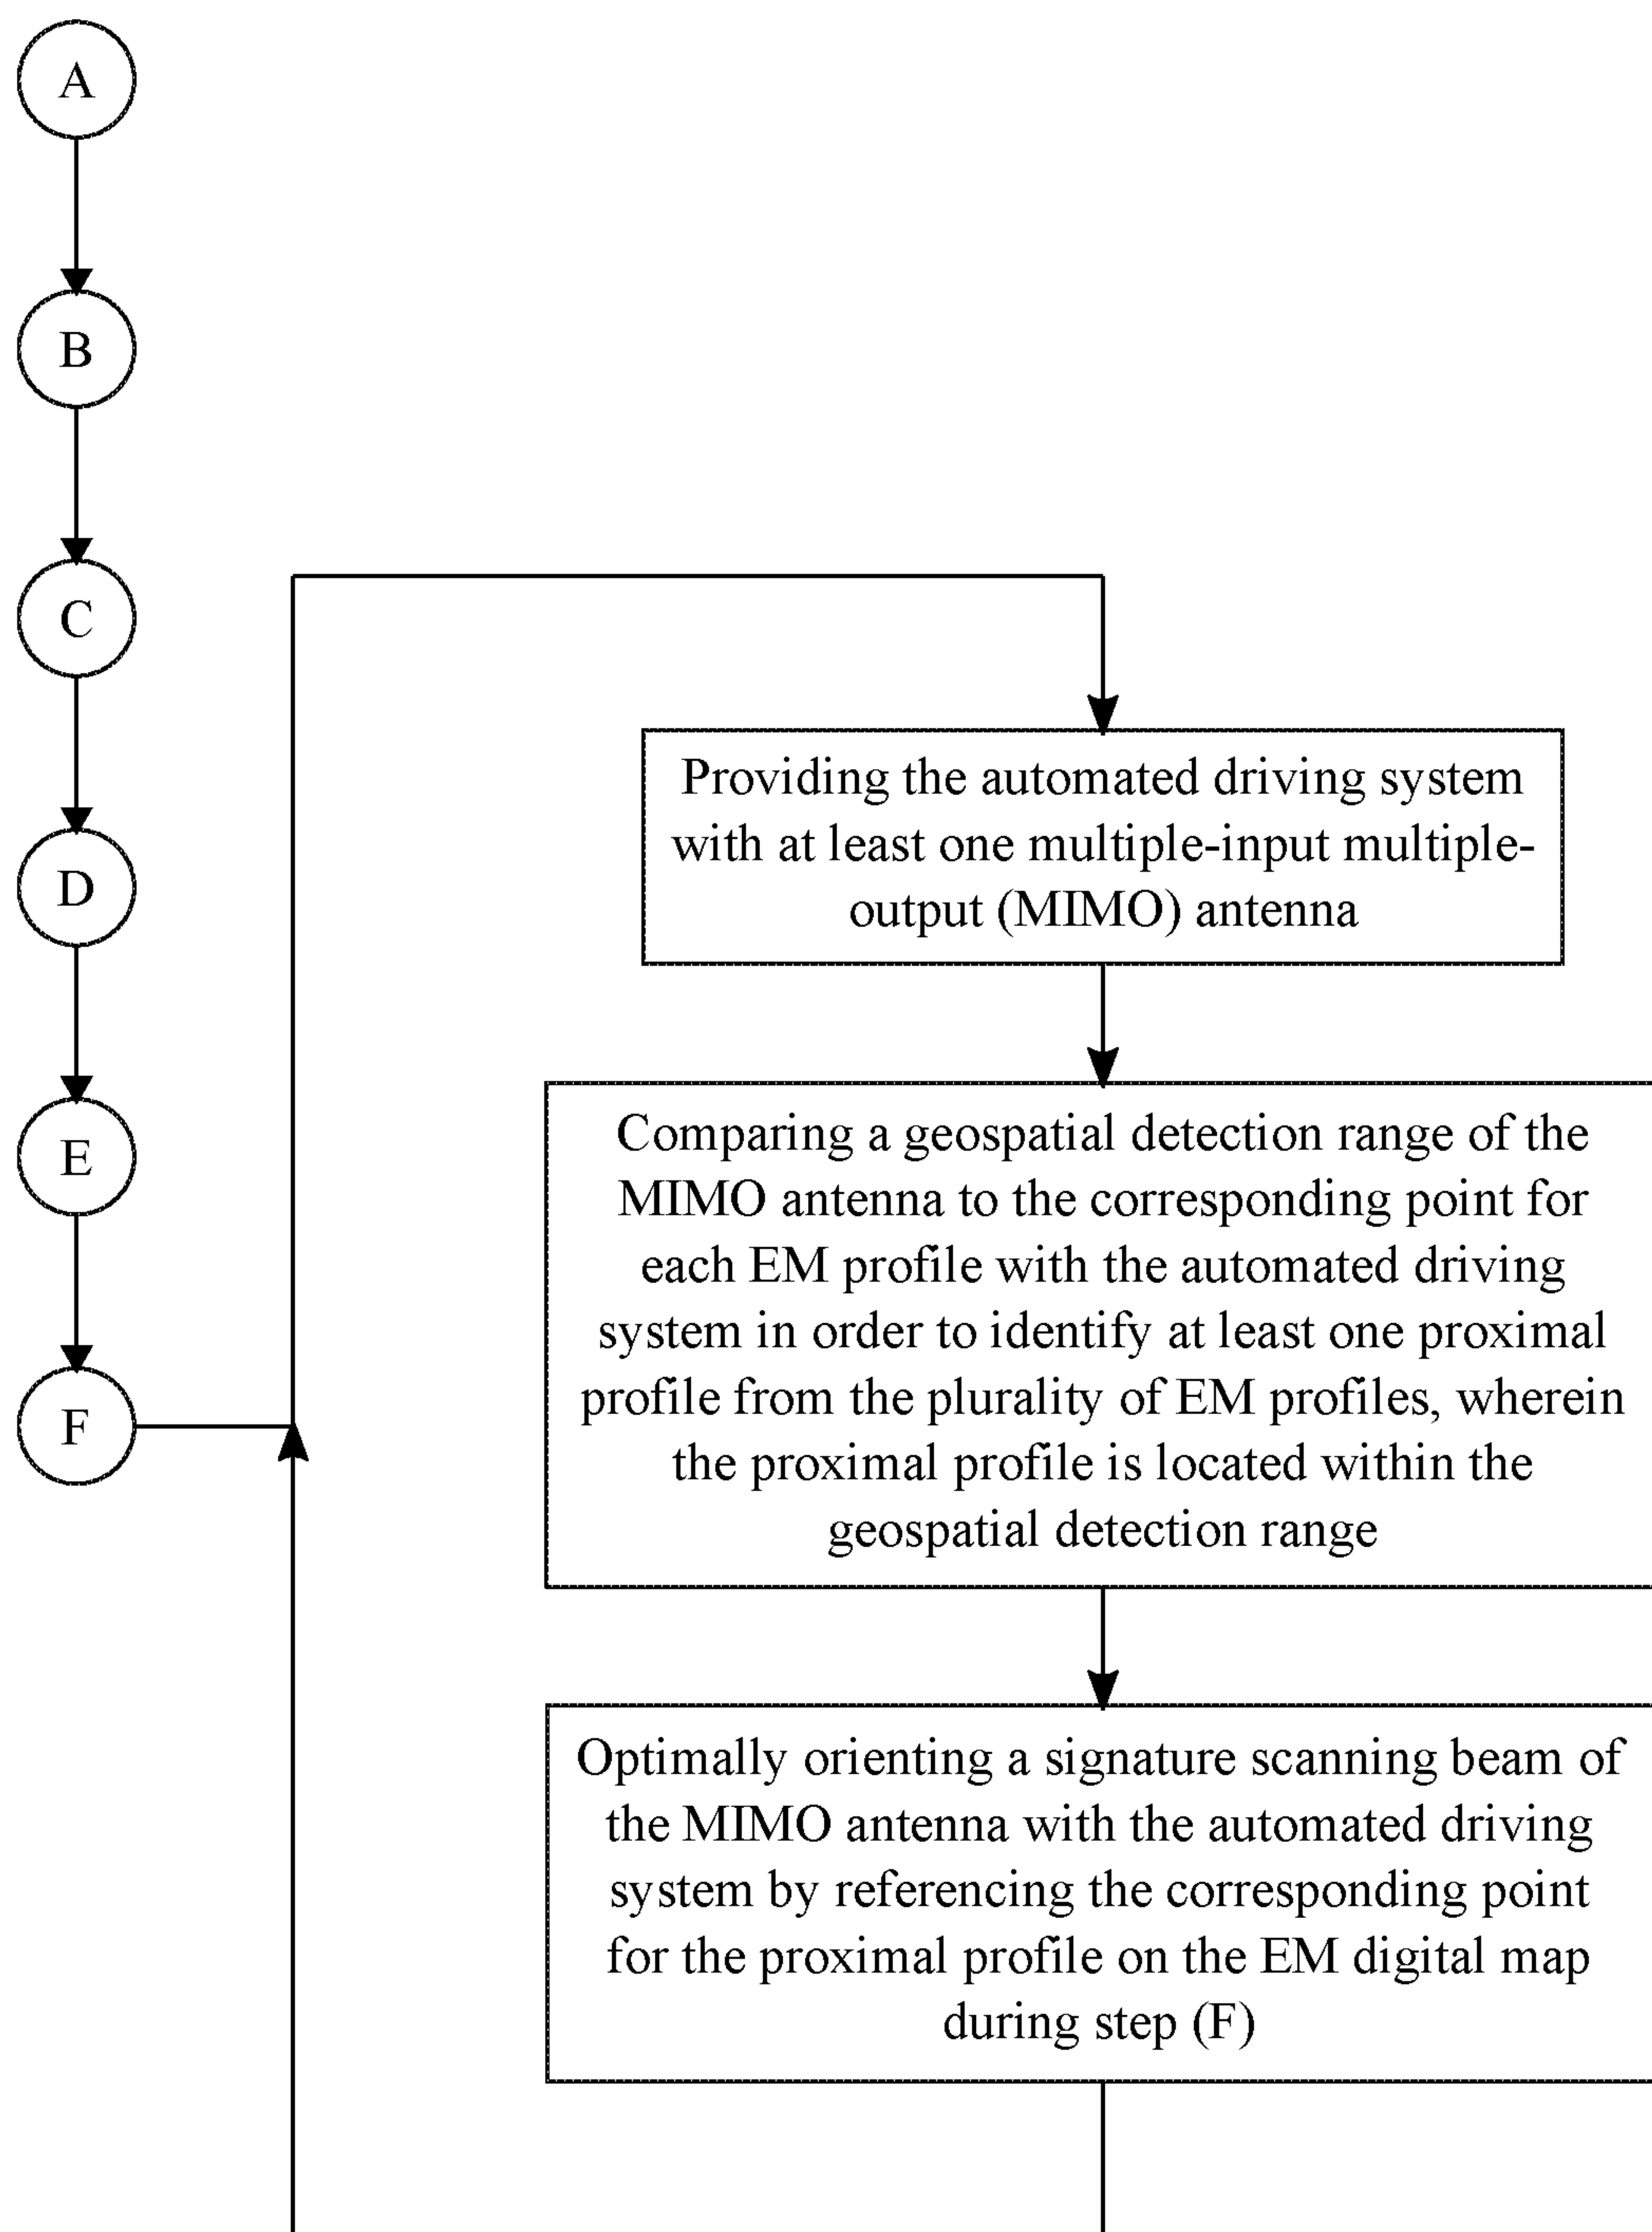 A
B
C
D
E
F
Providing the automated driving system
with at least one multiple-input multiple-
output (MIMO) antenna
Comparing a geospatial detection range of the
MIMO antenna to the corresponding point for
each EM profile with the automated driving
system in order to identify at least one proximal
profile from the plurality of EM profiles, wherein
the proximal profile is located within the
geospatial detection range
Optimally orienting a signature scanning beam of
the MIMO antenna with the automated driving
system by referencing the corresponding point
for the proximal profile on the EM digital map
during step (F)